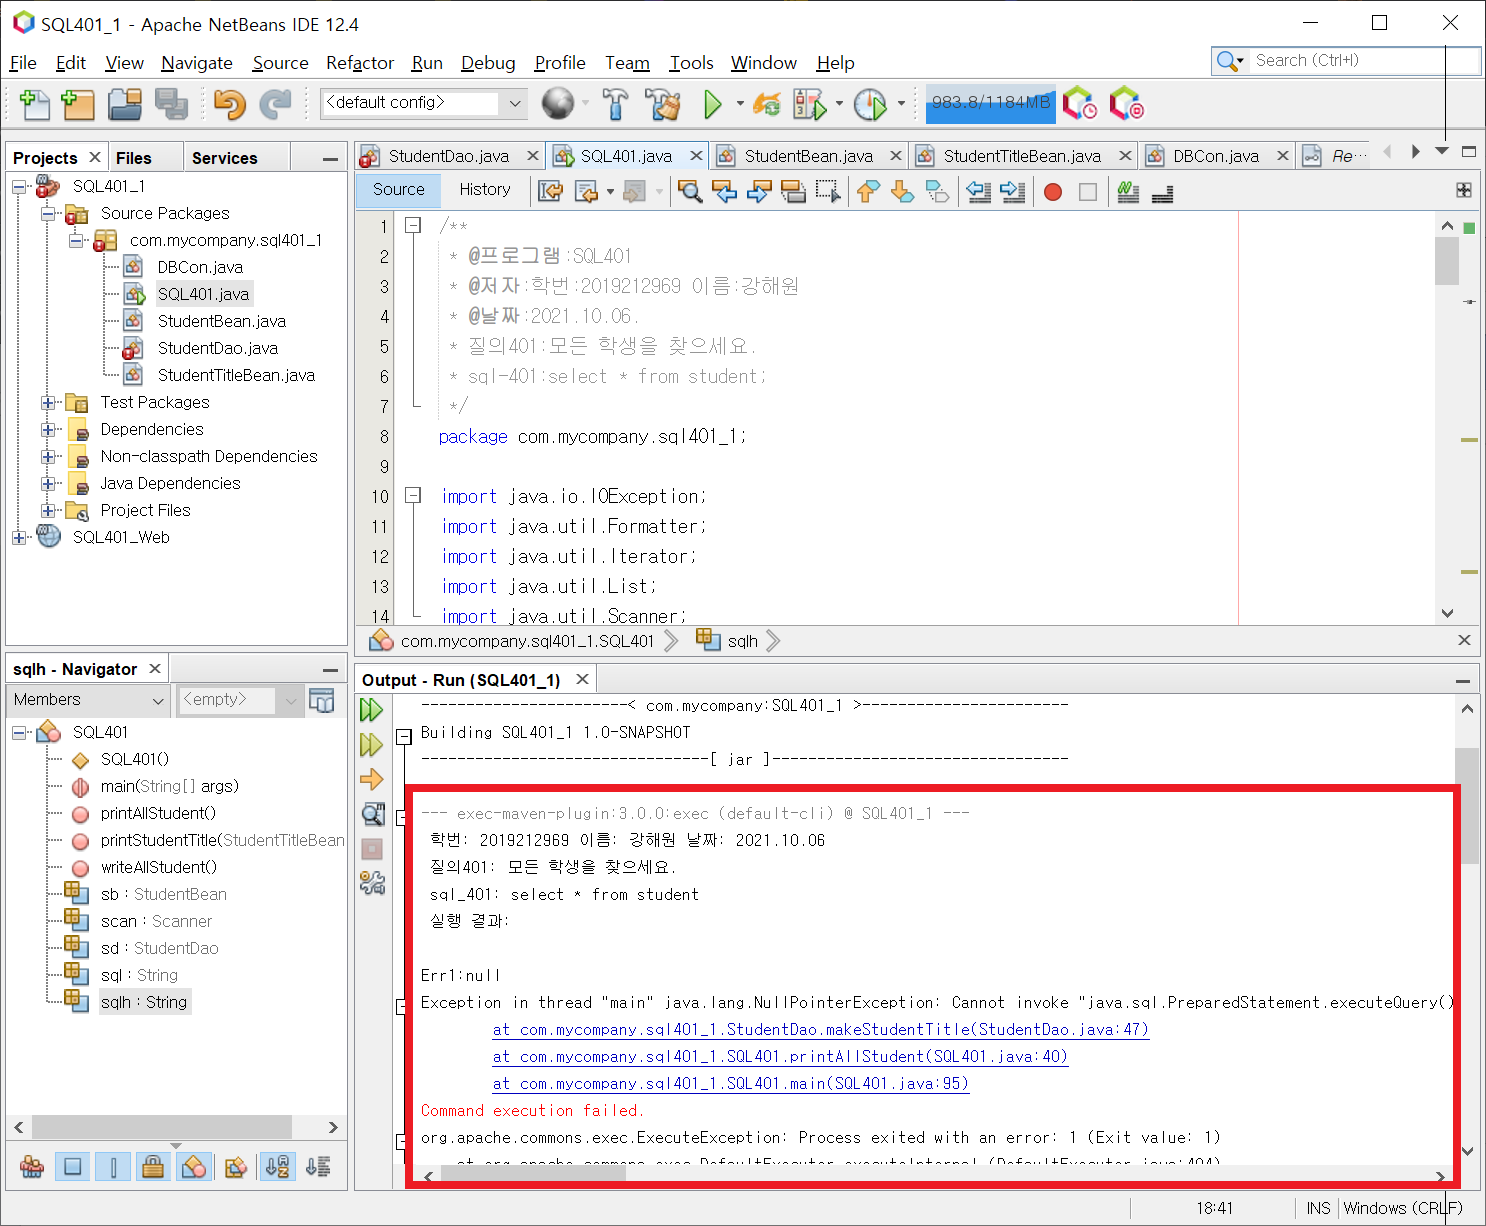 SQL401_1 - Apache NetBeans IDE 12.4
File Edit View Navigate Source Refactor Run Debug Profile Team Tools Window Help
Search (Ctrl+I)
<default config>
983.8/1184MB
Projects Files Services
SQL401_1
Source Packages
com.mycompany.sql401_1
DBCon.java
SQL401.java
StudentBean.java
StudentDao.java
StudentTitleBean.java
Test Packages
Dependencies
Non-classpath Dependencies
Java Dependencies
Project Files
SQL401_Web
StudentDao.java SQL401.java StudentBean.java StudentTitleBean.java DBCon.java Re...
Source History
1 /**
2 * @프로그램:SQL401
3 * @저자:학번:2019212969 이름:강해원
4 * @날짜:2021.10.06.
5 * 질의401:모든 학생을 찾으세요.
6 * sql-401:select * from student;
7 */
8 package com.mycompany.sql401_1;
9
10 import java.io.IOException;
11 import java.util.Formatter;
12 import java.util.Iterator;
13 import java.util.List;
14 import java.util.Scanner;
com.mycompany.sql401_1.SQL401 sqlh
sqlh - Navigator
Members <empty>
SQL401
SQL401()
main(String[] args)
printAllStudent()
printStudentTitle(StudentTitleBean
writeAllStudent()
sb : StudentBean
scan : Scanner
sd : StudentDao
sql : String
sqlh : String
Output - Run (SQL401_1)
-----------------------< com.mycompany:SQL401_1 >-----------------------
Building SQL401_1 1.0-SNAPSHOT
--------------------------------[ jar ]---------------------------------
--- exec-maven-plugin:3.0.0:exec (default-cli) @ SQL401_1 ---
학번: 2019212969 이름: 강해원 날짜: 2021.10.06
질의401: 모든 학생을 찾으세요.
sql_401: select * from student
실행 결과:
Err1:null
Exception in thread "main" java.lang.NullPointerException: Cannot invoke "java.sql.PreparedStatement.executeQuery()
at com.mycompany.sql401_1.StudentDao.makeStudentTitle(StudentDao.java:47)
at com.mycompany.sql401_1.SQL401.printAllStudent(SQL401.java:40)
at com.mycompany.sql401_1.SQL401.main(SQL401.java:95)
Command execution failed.
org.apache.commons.exec.ExecuteException: Process exited with an error: 1 (Exit value: 1)
at org.apache.commons.exec.DefaultExecutor.executeInternal (DefaultExecutor.java:404)
18:41 INS Windows (CRLF)